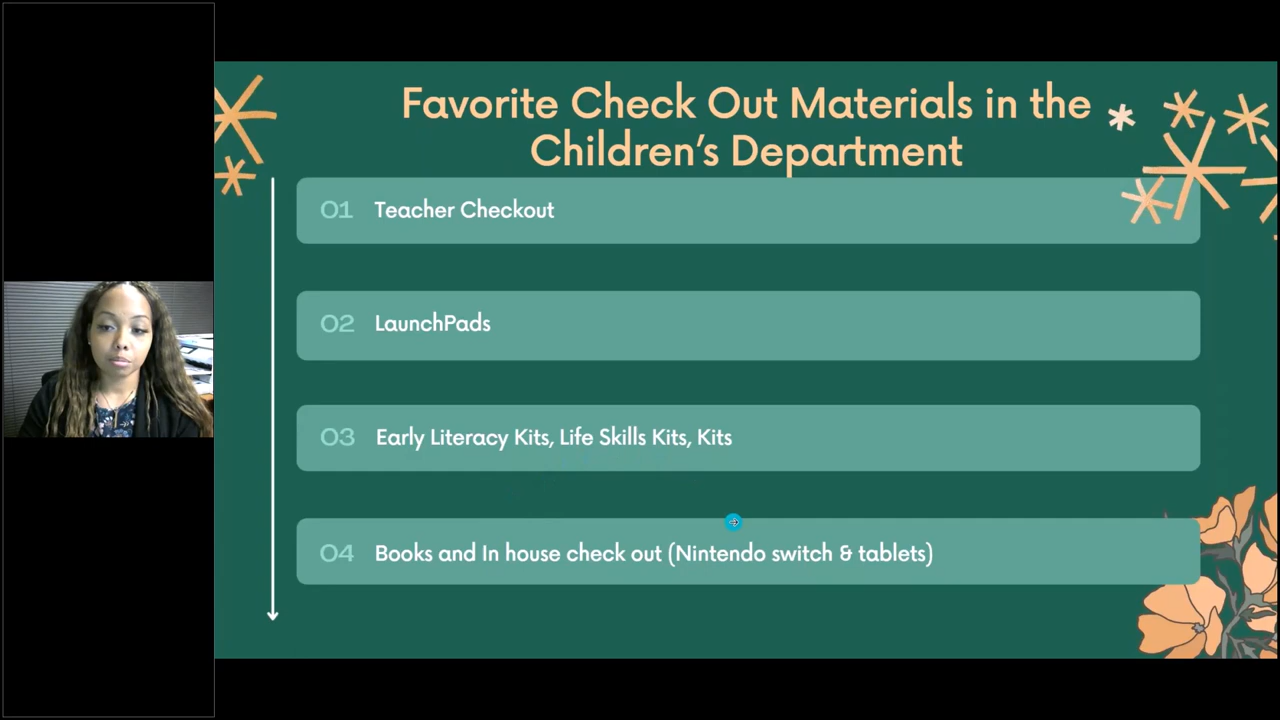 Favorite Check Out Materials in the
Children's Department
01 Teacher Checkout
02 LaunchPads
03 Early Literacy Kits, Life Skills Kits, Kits
04 Books and In house check out (Nintendo switch & tablets)